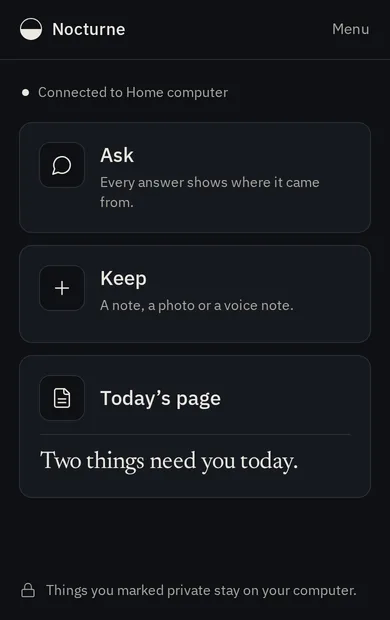 Nocturne
Menu
Connected to Home computer
Ask
Every answer shows where it came
from.
Keep
A note, a photo or a voice note.
Today’s page
Two things need you today.
Things you marked private stay on your computer.